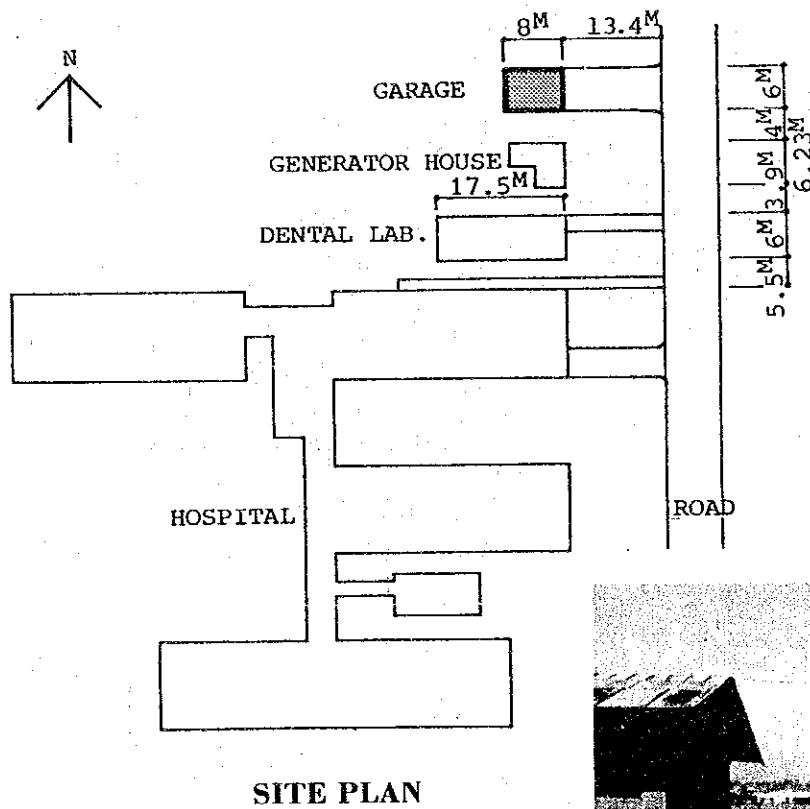 8M 13.4M
N
GARAGE
6M
4M
6.23M
GENERATOR HOUSE
3.9M
17.5M
DENTAL LAB.
6M
5.5M
HOSPITAL
ROAD
SITE PLAN